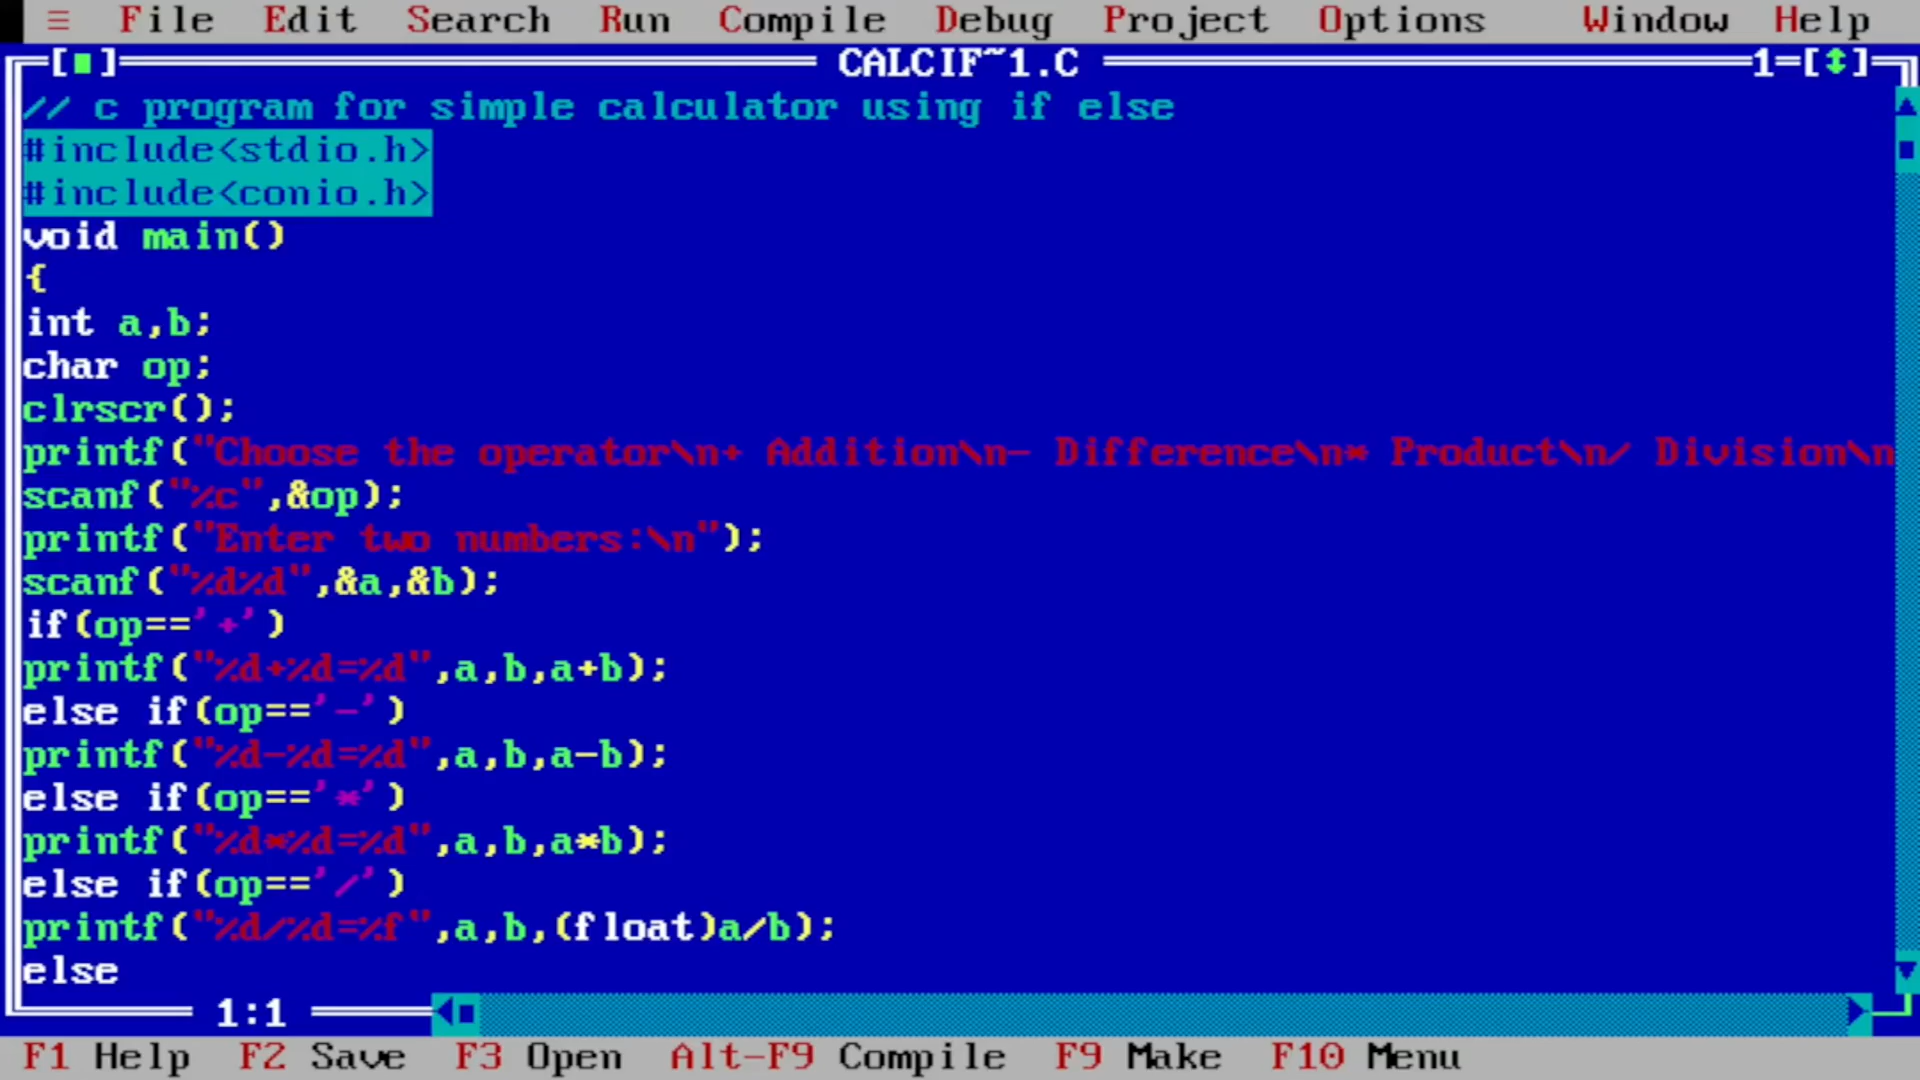 ≡ File Edit Search Run Compile Debug Project Options Window Help
[■] CALCIF~1.C 1=[↕]
// c program for simple calculator using if else
#include<stdio.h>
#include<conio.h>
void main()
{
int a,b;
char op;
clrscr();
printf("Choose the operator\n+ Addition\n- Difference\n* Product\n/ Division\n
scanf("%c",&op);
printf("Enter two numbers:\n");
scanf("%d%d",&a,&b);
if(op=='+')
printf("%d+%d=%d",a,b,a+b);
else if(op=='-')
printf("%d-%d=%d",a,b,a-b);
else if(op=='*')
printf("%d*%d=%d",a,b,a*b);
else if(op=='/')
printf("%d/%d=%f",a,b,(float)a/b);
else
1:1
F1 Help F2 Save F3 Open Alt-F9 Compile F9 Make F10 Menu